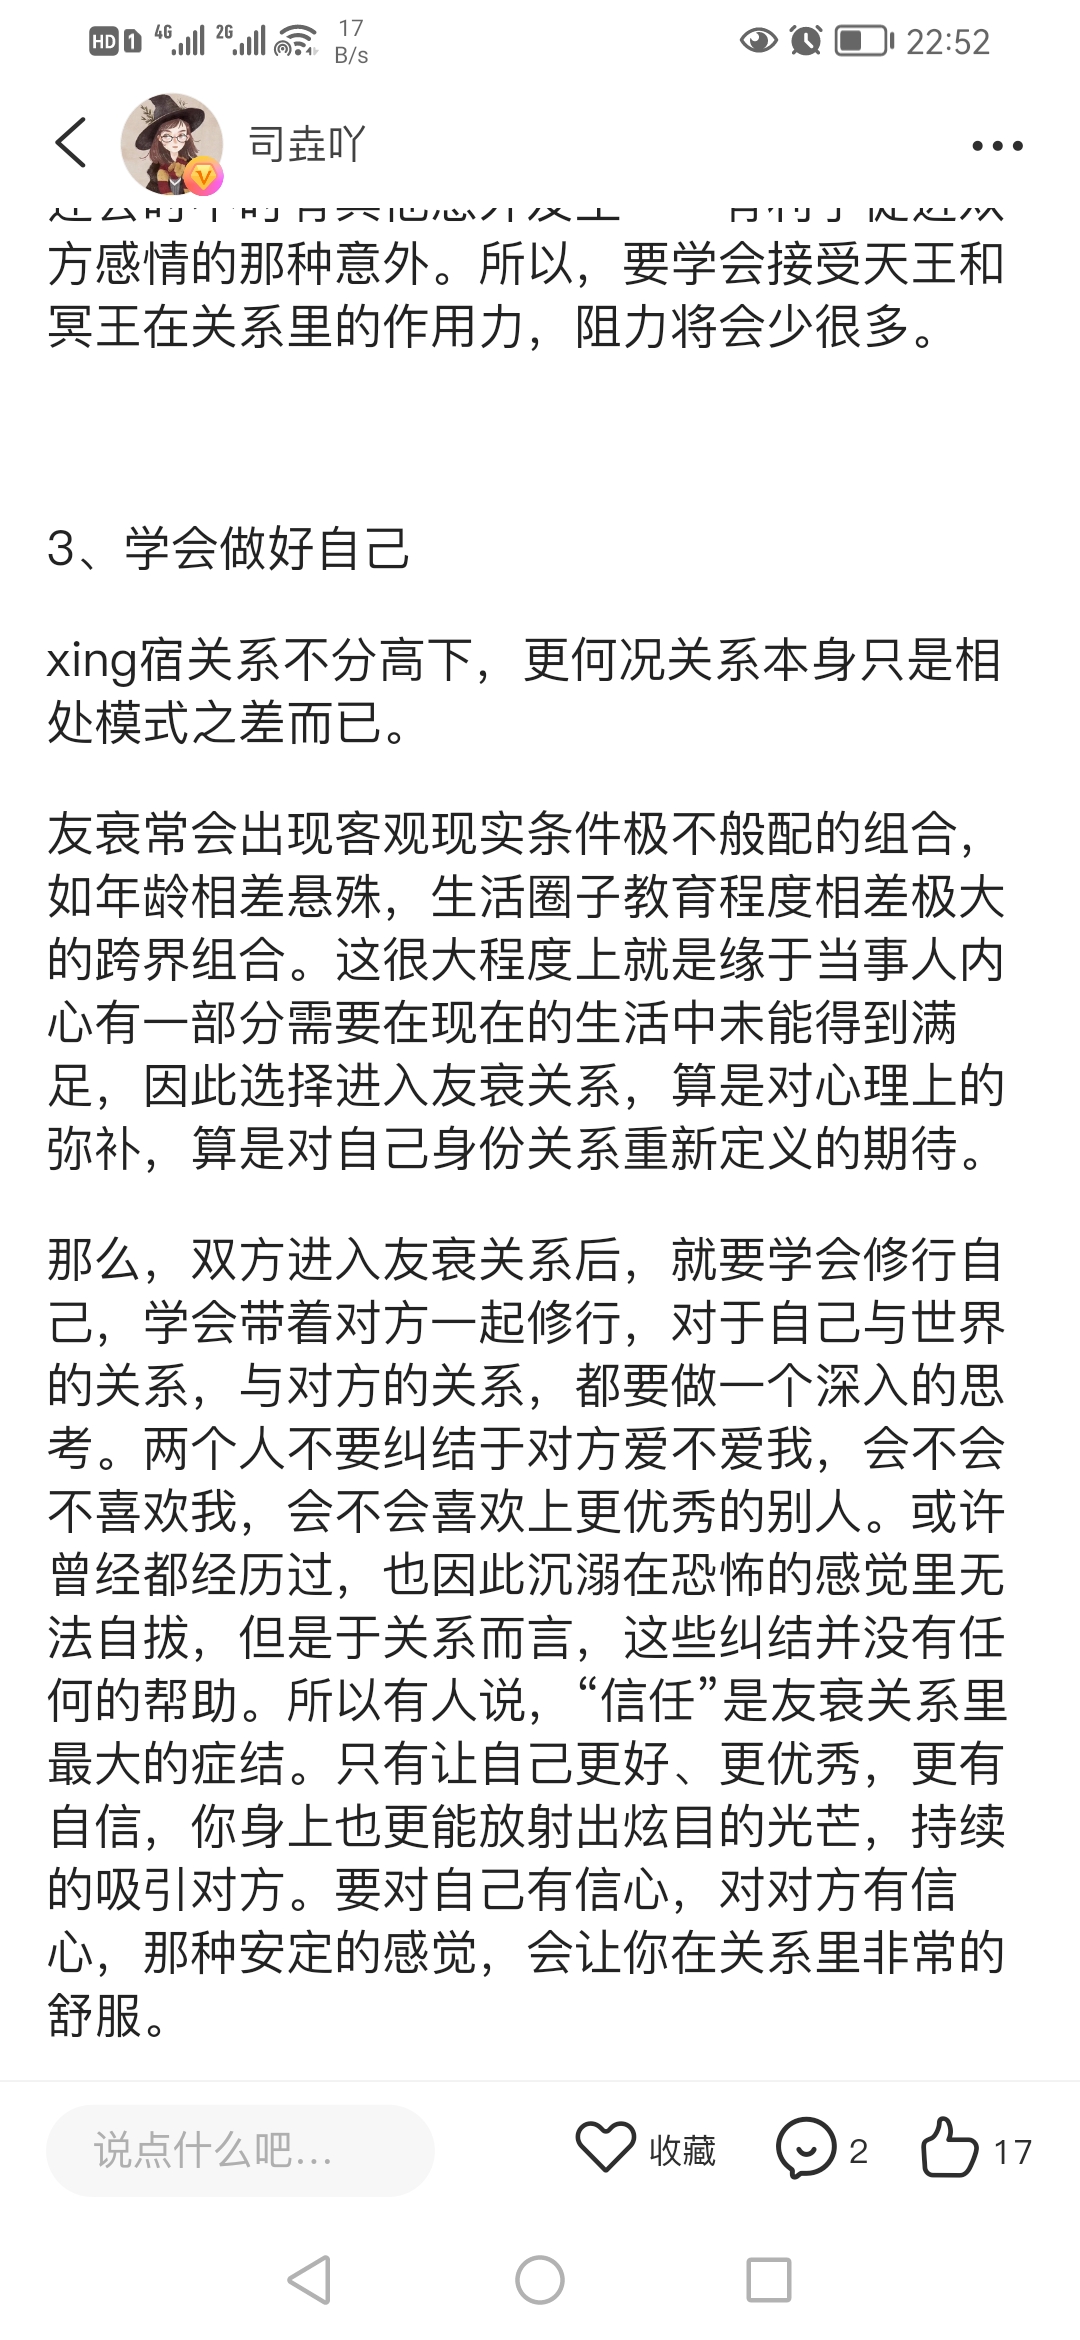 HD 1 4G 2G 17 B/s 22:52
司垚吖
方感情的那种意外。所以，要学会接受天王和
冥王在关系里的作用力，阻力将会少很多。
3、学会做好自己
xing宿关系不分高下，更何况关系本身只是相
处模式之差而已。
友衰常会出现客观现实条件极不般配的组合，
如年龄相差悬殊，生活圈子教育程度相差极大
的跨界组合。这很大程度上就是缘于当事人内
心有一部分需要在现在的生活中未能得到满
足，因此选择进入友衰关系，算是对心理上的
弥补，算是对自己身份关系重新定义的期待。
那么，双方进入友衰关系后，就要学会修行自
己，学会带着对方一起修行，对于自己与世界
的关系，与对方的关系，都要做一个深入的思
考。两个人不要纠结于对方爱不爱我，会不会
不喜欢我，会不会喜欢上更优秀的别人。或许
曾经都经历过，也因此沉溺在恐怖的感觉里无
法自拔，但是于关系而言，这些纠结并没有任
何的帮助。所以有人说，“信任”是友衰关系里
最大的症结。只有让自己更好、更优秀，更有
自信，你身上也更能放射出炫目的光芒，持续
的吸引对方。要对自己有信心，对对方有信
心，那种安定的感觉，会让你在关系里非常的
舒服。
说点什么吧... 收藏 2 17